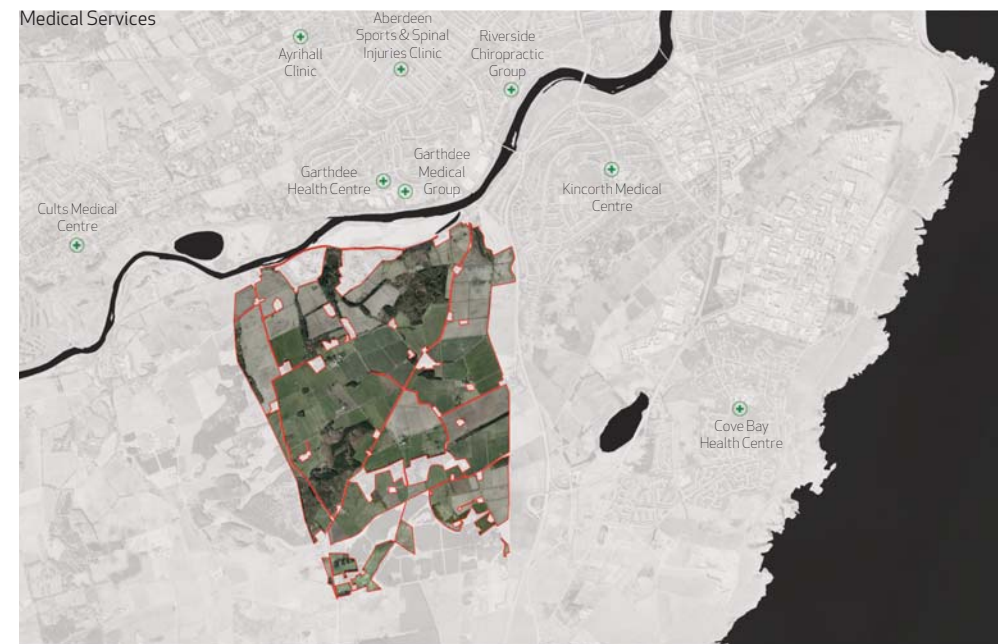 Medical Services
Ayrihall
Clinic
Aberdeen
Sports & Spinal
Injuries Clinic
Riverside
Chiropractic
Group
Garthdee
Health Centre
Garthdee
Medical
Group
Kincorth Medical
Centre
Cults Medical
Centre
Cove Bay
Health Centre